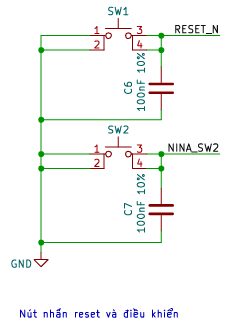 SW1
1 3 RESET_N
2 4
C6
100nF 10%
SW2
1 3 NINA_SW2
2 4
C7
100nF 10%
GND
Nút nhấn reset và điều khiển